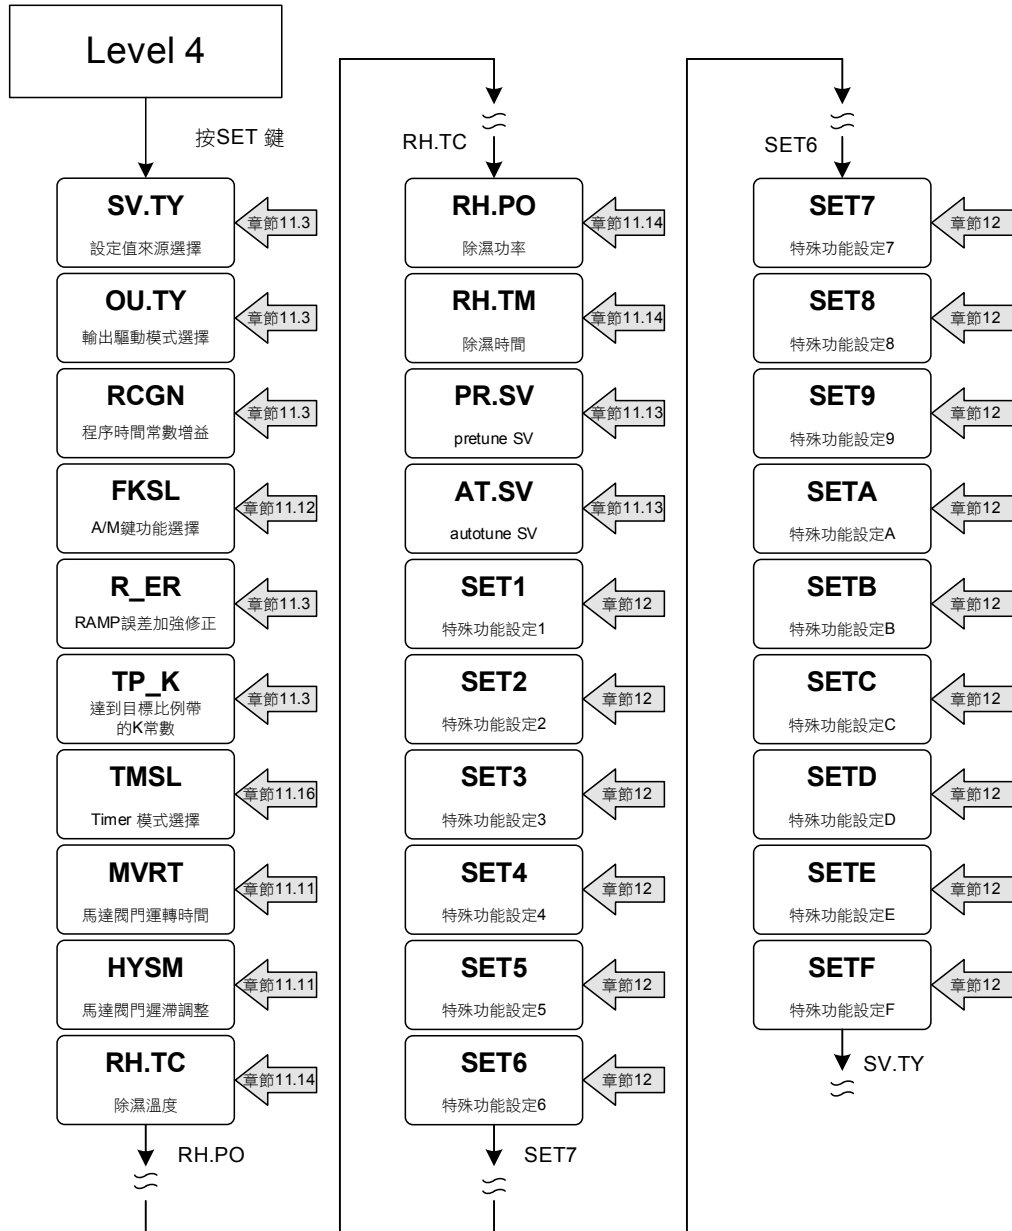 Level 4
按SET 鍵
SV.TY
設定值來源選擇
章節11.3
OU.TY
輸出驅動模式選擇
章節11.3
RCGN
程序時間常數增益
章節11.3
FKSL
A/M鍵功能選擇
章節11.12
R_ER
RAMP誤差加強修正
章節11.3
TP_K
達到目標比例帶
的K常數
章節11.3
TMSL
Timer 模式選擇
章節11.16
MVRT
馬達閥門運轉時間
章節11.11
HYSM
馬達閥門遲滯調整
章節11.11
RH.TC
除濕溫度
章節11.14
RH.PO
RH.TC
RH.PO
除濕功率
章節11.14
RH.TM
除濕時間
章節11.14
PR.SV
pretune SV
章節11.13
AT.SV
autotune SV
章節11.13
SET1
特殊功能設定1
章節12
SET2
特殊功能設定2
章節12
SET3
特殊功能設定3
章節12
SET4
特殊功能設定4
章節12
SET5
特殊功能設定5
章節12
SET6
特殊功能設定6
章節12
SET7
SET6
SET7
特殊功能設定7
章節12
SET8
特殊功能設定8
章節12
SET9
特殊功能設定9
章節12
SETA
特殊功能設定A
章節12
SETB
特殊功能設定B
章節12
SETC
特殊功能設定C
章節12
SETD
特殊功能設定D
章節12
SETE
特殊功能設定E
章節12
SETF
特殊功能設定F
章節12
SV.TY